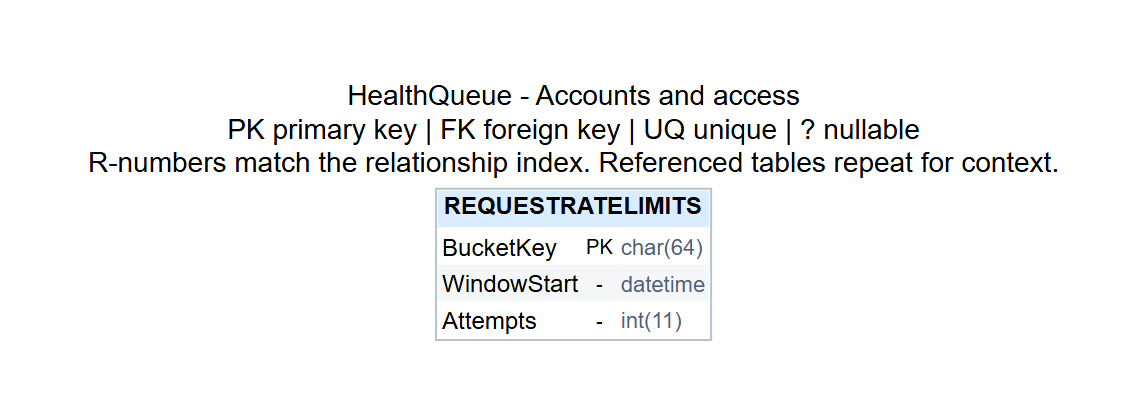 HealthQueue - Accounts and access
PK primary key | FK foreign key | UQ unique | ? nullable
R-numbers match the relationship index. Referenced tables repeat for context.
REQUESTRATELIMITS
BucketKey PK char(64)
WindowStart - datetime
Attempts - int(11)